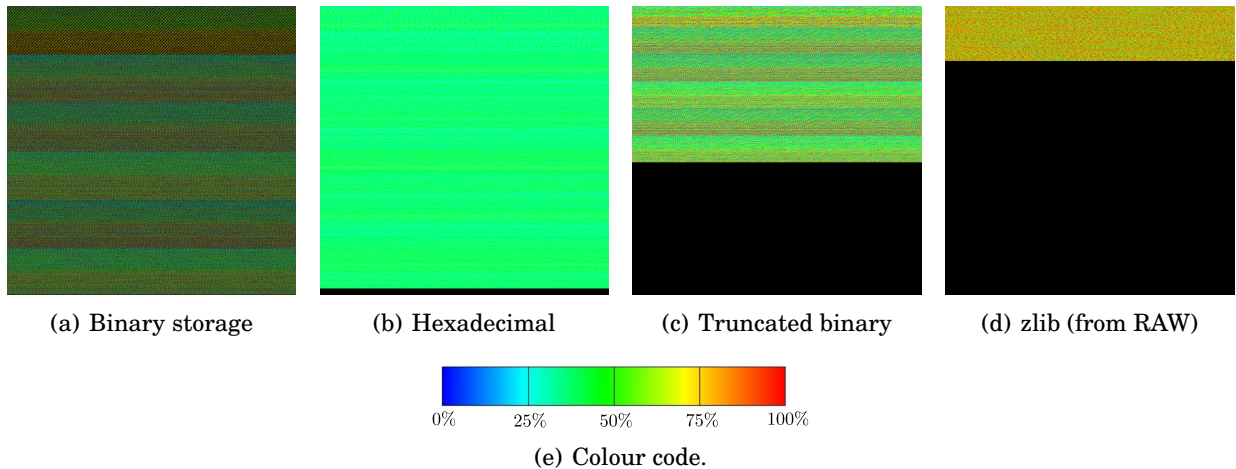 (a) Binary storage
(b) Hexadecimal
(c) Truncated binary
(d) zlib (from RAW)
0% 25% 50% 75% 100%
(e) Colour code.